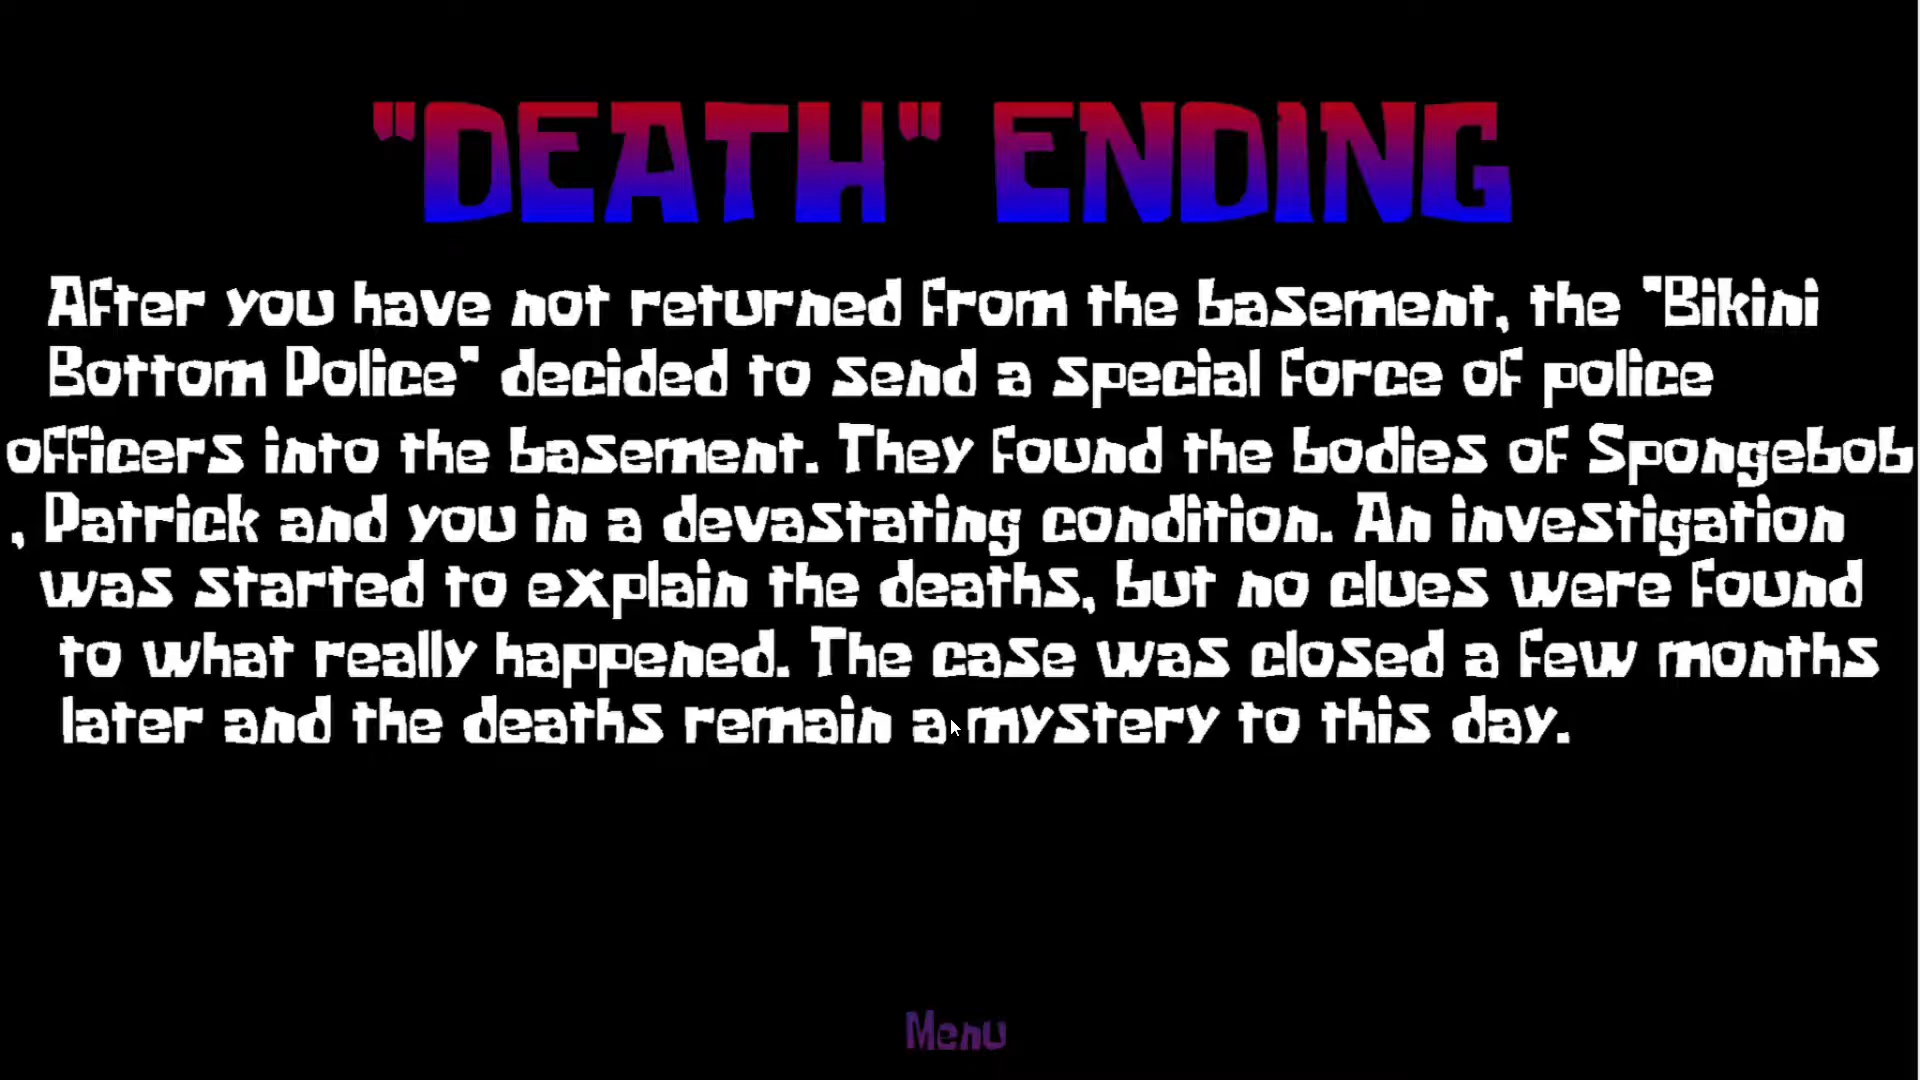 "DEATH" ENDING
After you have not returned from the basement, the "Bikini
Bottom Police" decided to send a special force of police
officers into the basement. They found the bodies of Spongebob
, Patrick and you in a devastating condition. An investigation
was started to explain the deaths, but no clues were found
to what really happened. The case was closed a few months
later and the deaths remain a mystery to this day.
Menu